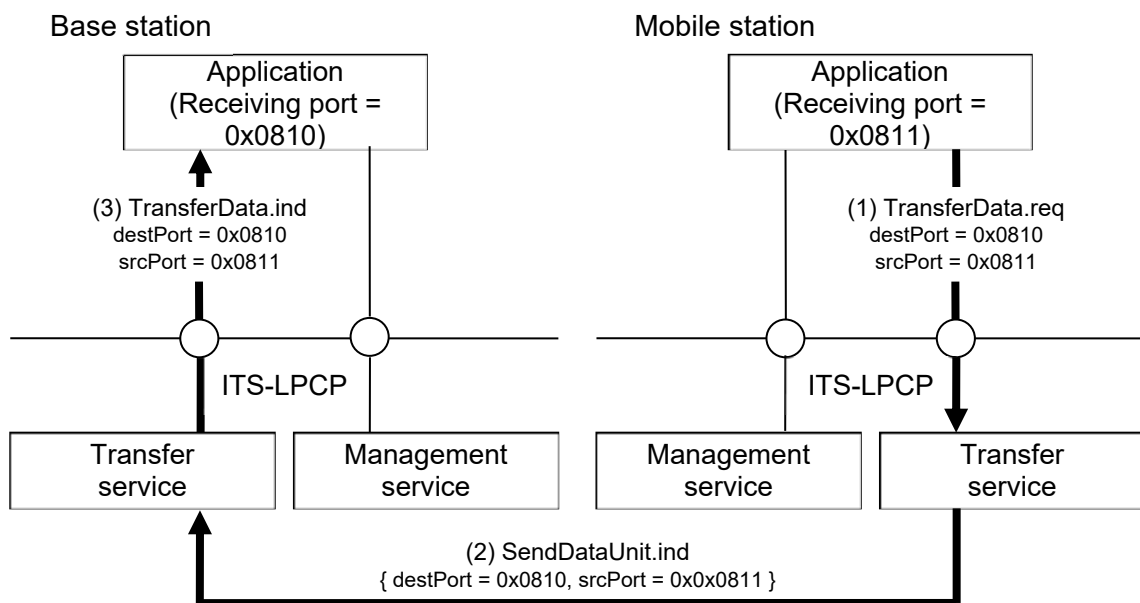 Base station
Application
(Receiving port =
0x0810)
(3) TransferData.ind
destPort = 0x0810
srcPort = 0x0811
ITS-LPCP
Transfer
service
Management
service
Mobile station
Application
(Receiving port =
0x0811)
(1) TransferData.req
destPort = 0x0810
srcPort = 0x0811
ITS-LPCP
Management
service
Transfer
service
(2) SendDataUnit.ind
{ destPort = 0x0810, srcPort = 0x0x0811 }